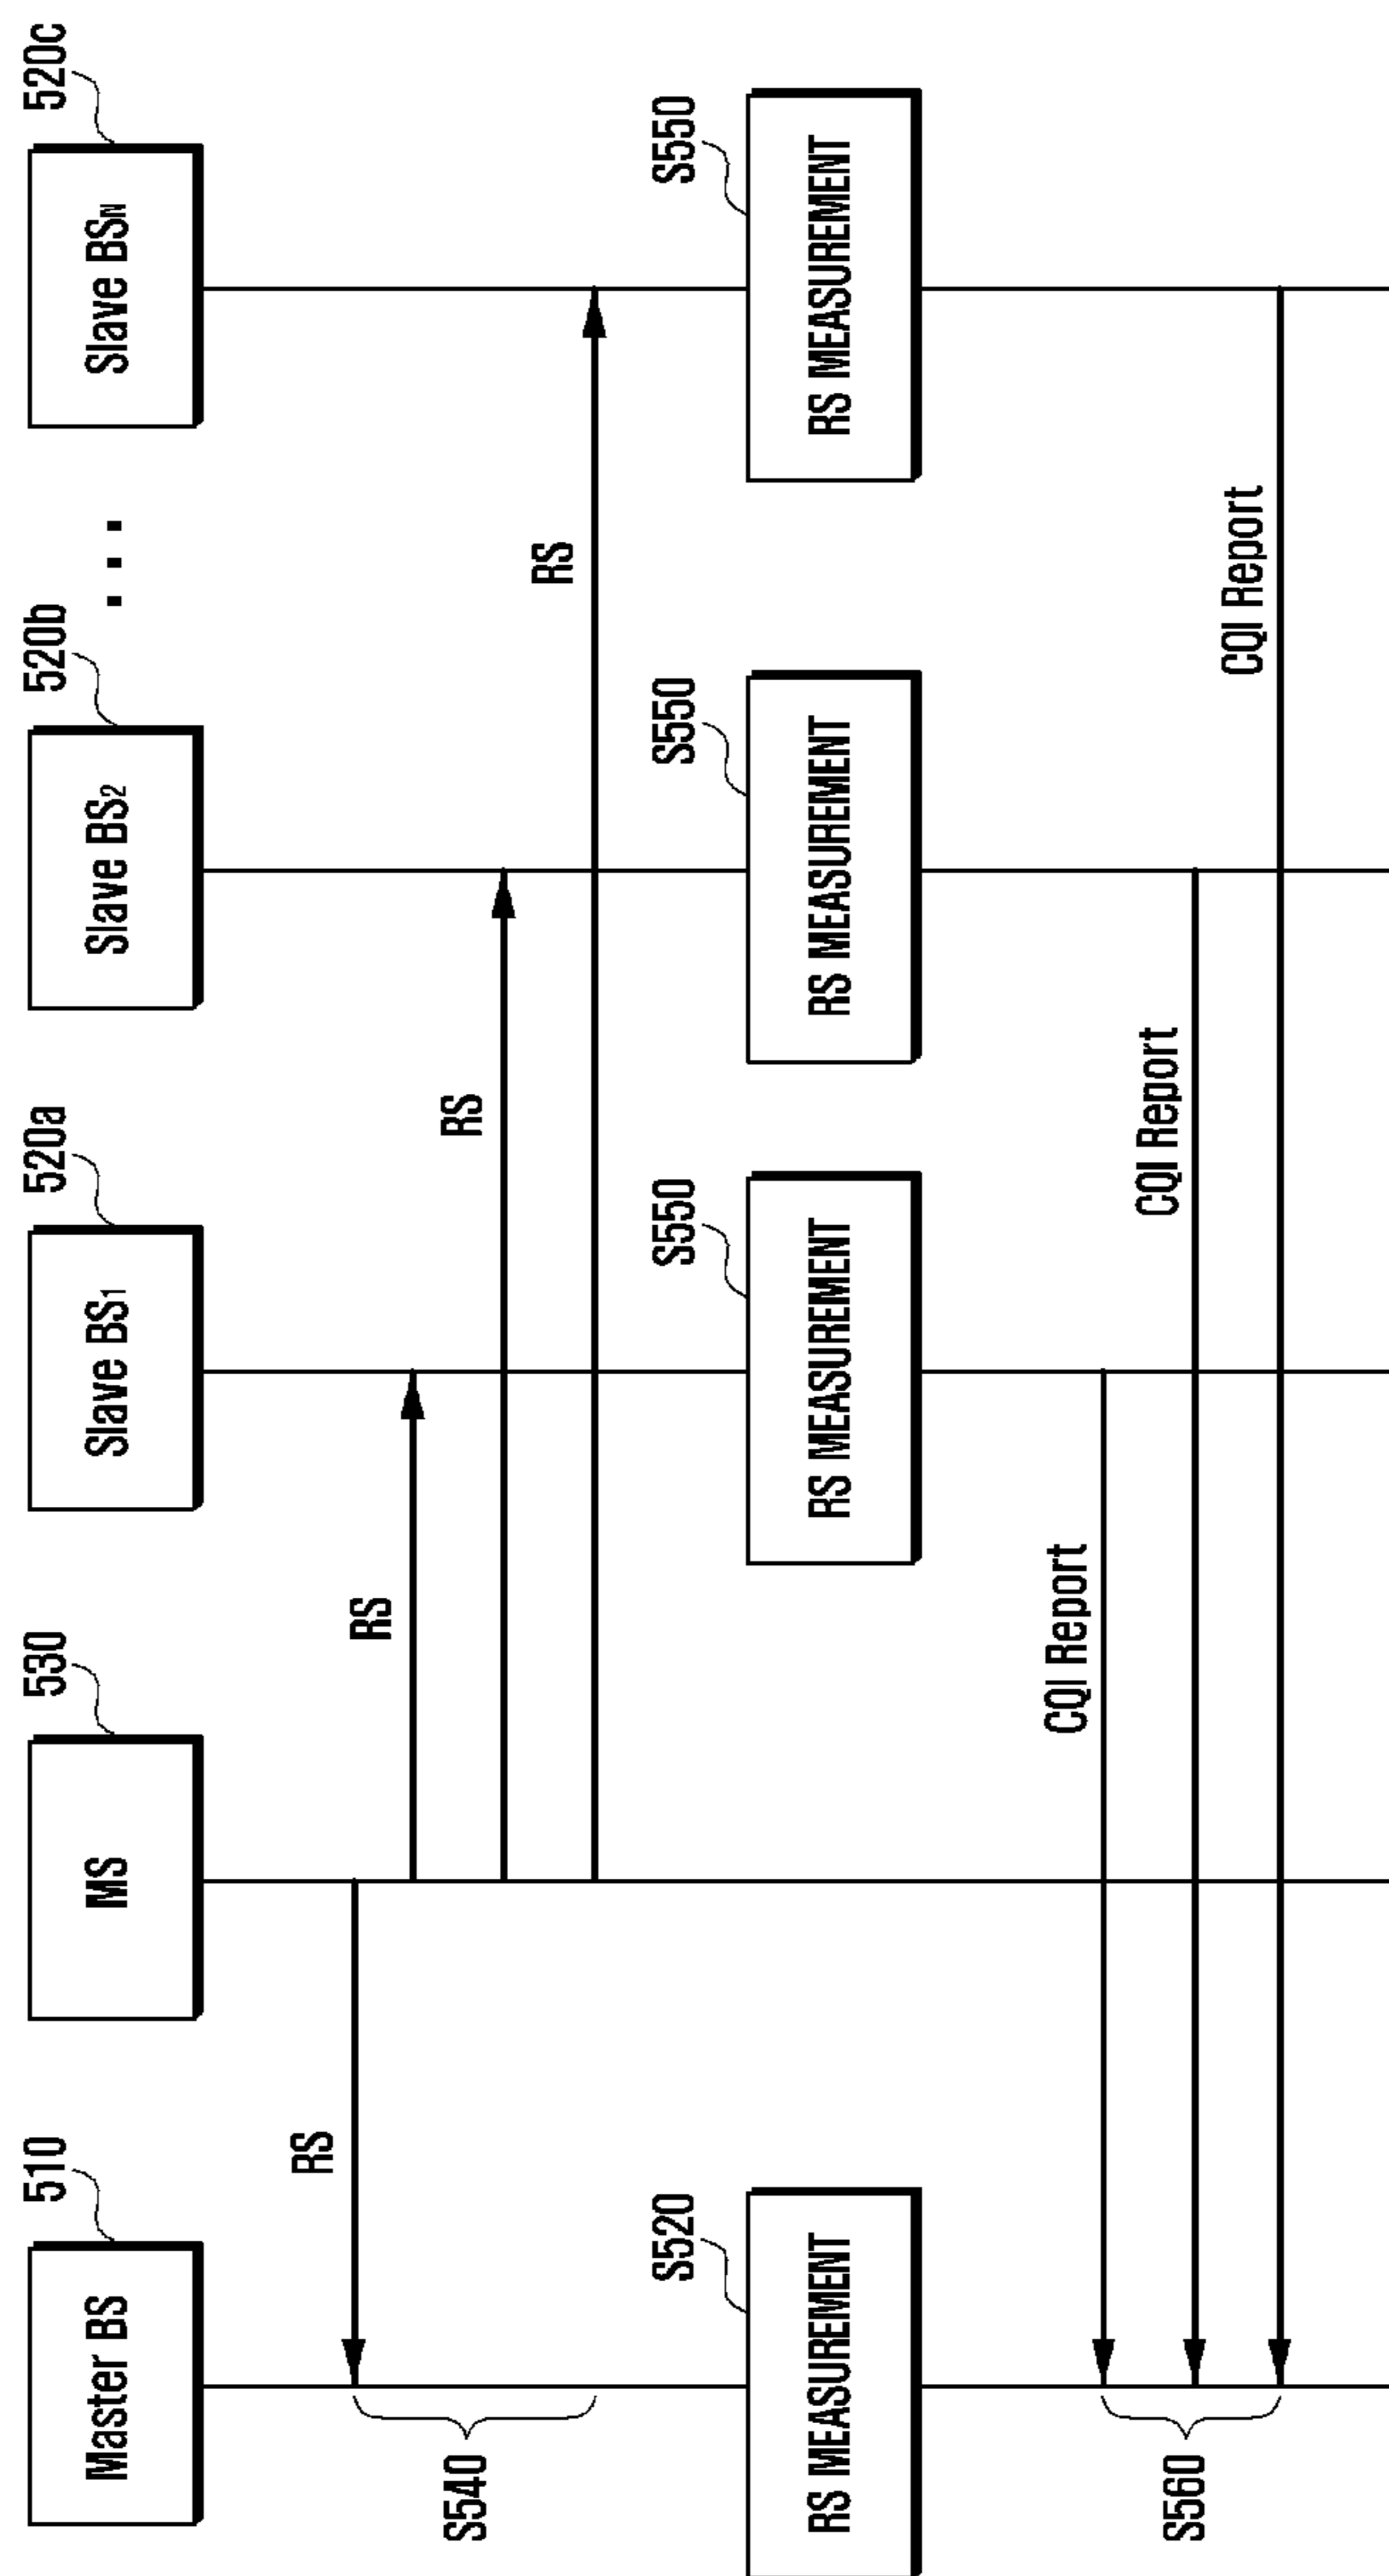 510
530
520a
520b
520c
Master BS
MS
Slave BS1
Slave BS2
...
Slave BSN
RS
RS
RS
RS
S540
S520
S550
S550
S550
RS MEASUREMENT
RS MEASUREMENT
RS MEASUREMENT
RS MEASUREMENT
CQI Report
CQI Report
CQI Report
S560